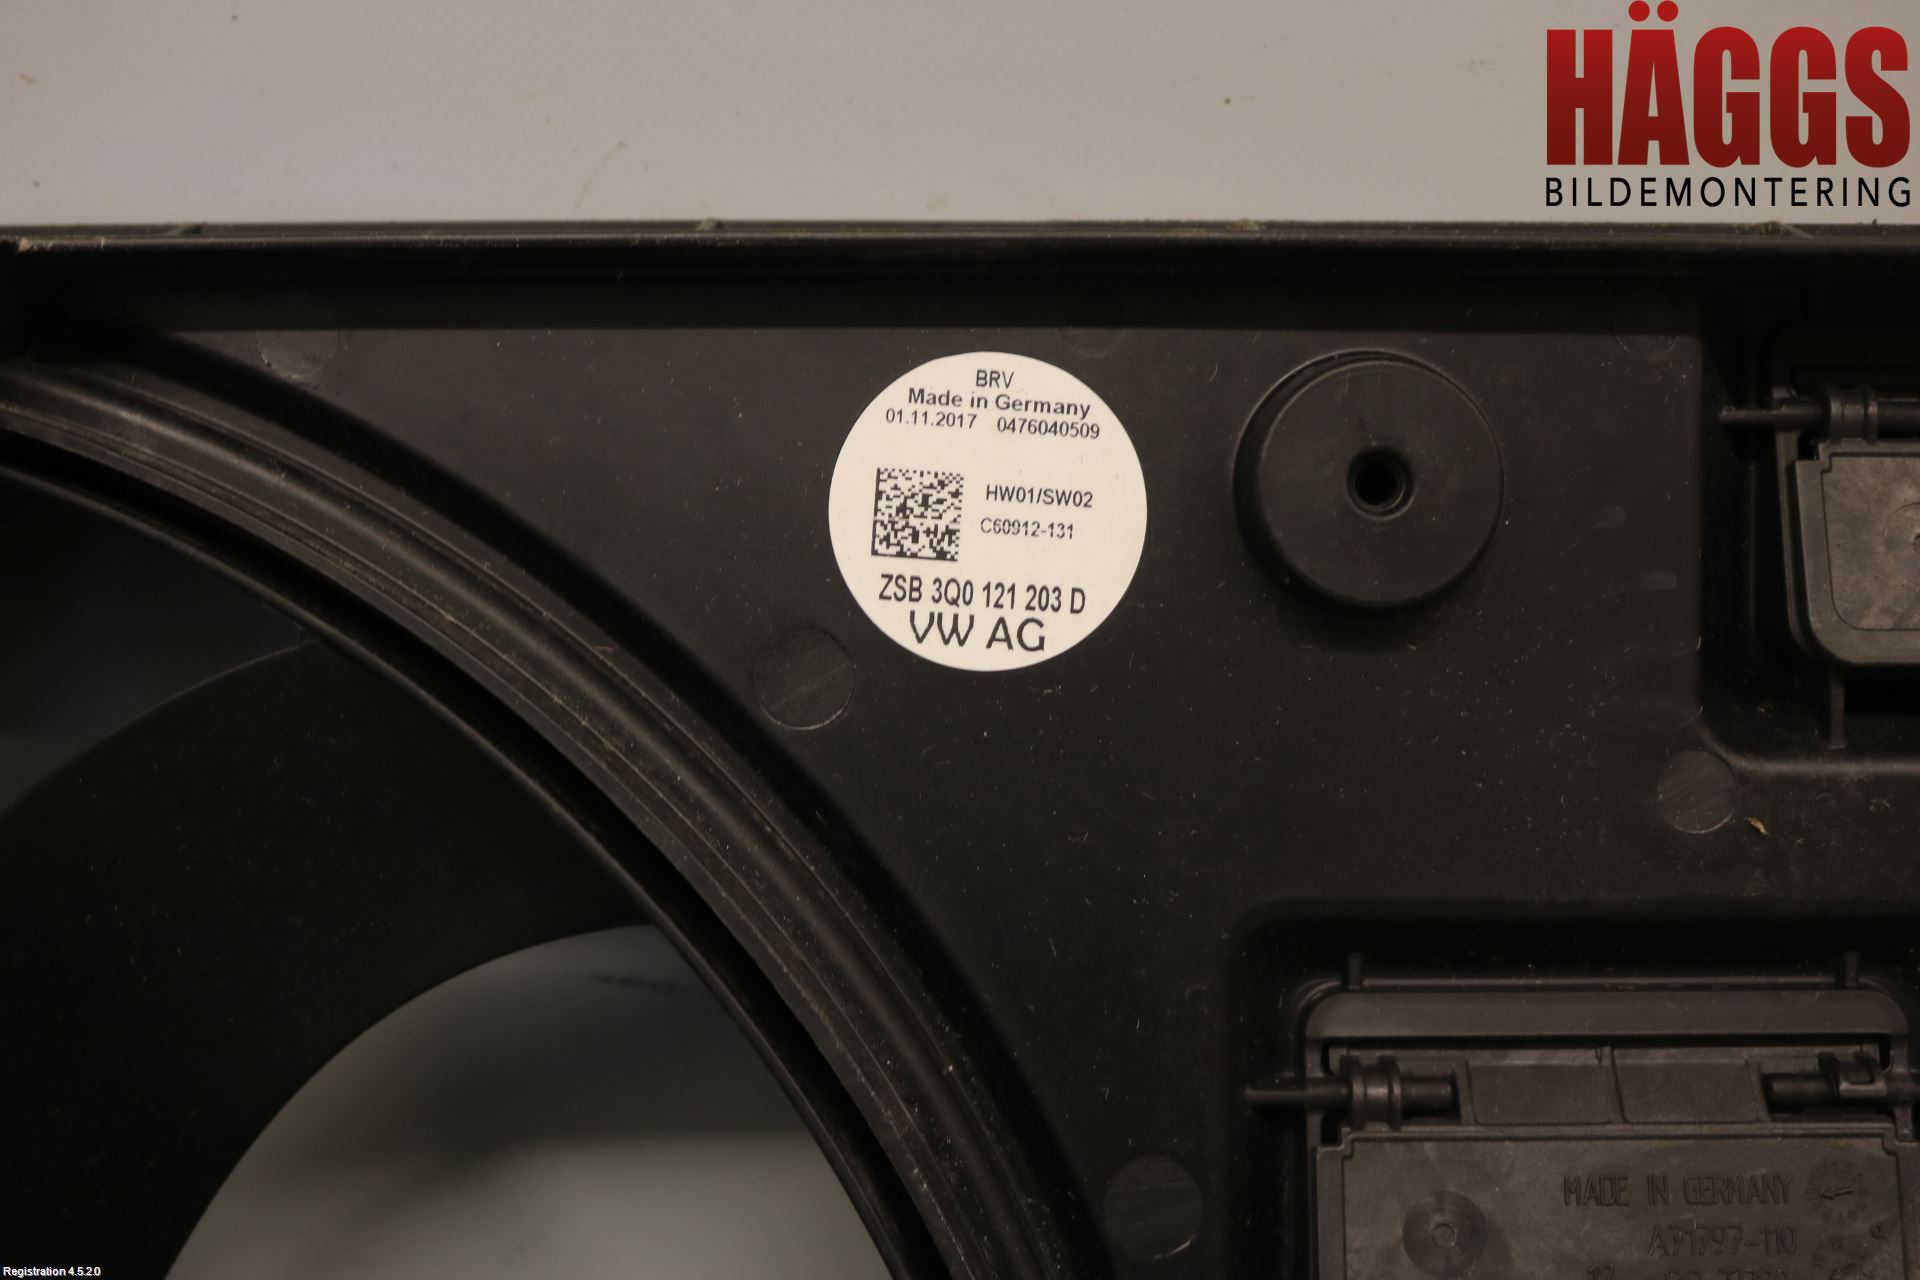 HÄGGS
BILDEMONTERING
BRV
Made in Germany
01.11.2017 0476040509
HW01/SW02
C60912-131
ZSB 3Q0 121 203 D
VW AG
MADE IN GERMANY
A71797-110
Registration 4.5.2.0